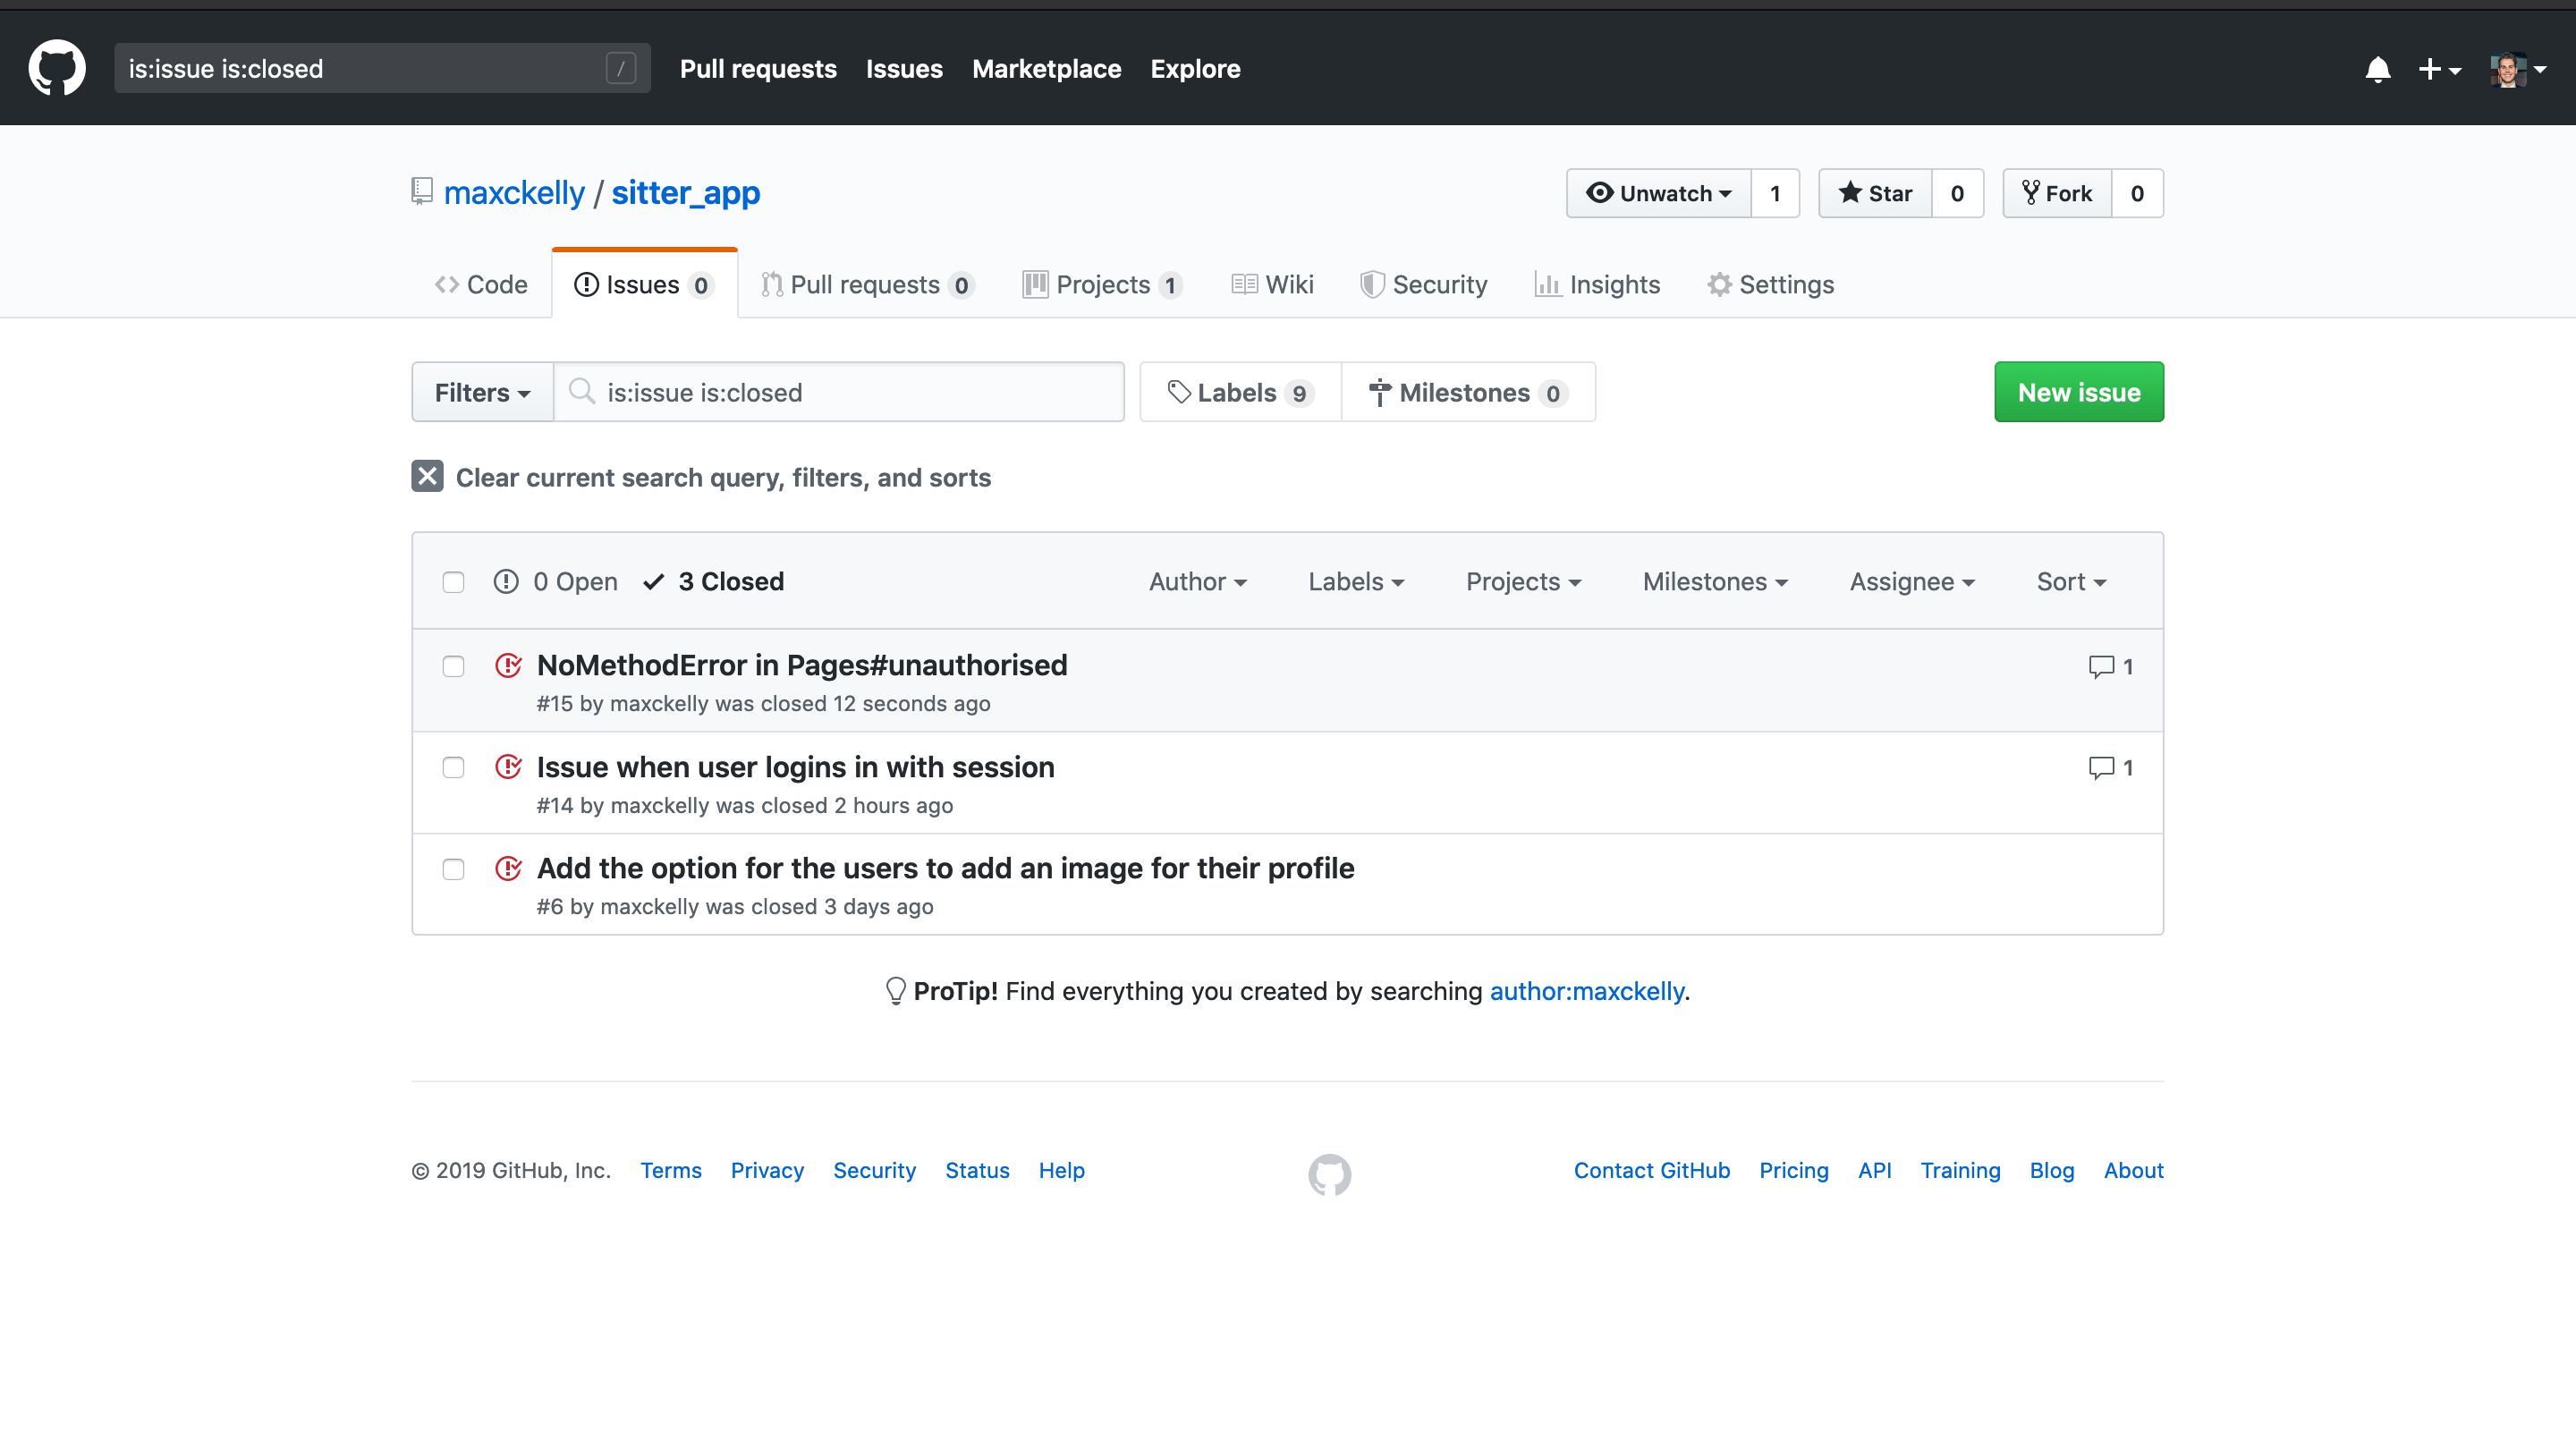 is:issue is:closed / Pull requests Issues Marketplace Explore
maxckelly / sitter_app Unwatch 1 Star 0 Fork 0
Code Issues 0 Pull requests 0 Projects 1 Wiki Security Insights Settings
Filters is:issue is:closed Labels 9 Milestones 0 New issue
Clear current search query, filters, and sorts
0 Open 3 Closed Author Labels Projects Milestones Assignee Sort
NoMethodError in Pages#unauthorised 1
#15 by maxckelly was closed 12 seconds ago
Issue when user logins in with session 1
#14 by maxckelly was closed 2 hours ago
Add the option for the users to add an image for their profile
#6 by maxckelly was closed 3 days ago
ProTip! Find everything you created by searching author:maxckelly.
© 2019 GitHub, Inc. Terms Privacy Security Status Help Contact GitHub Pricing API Training Blog About